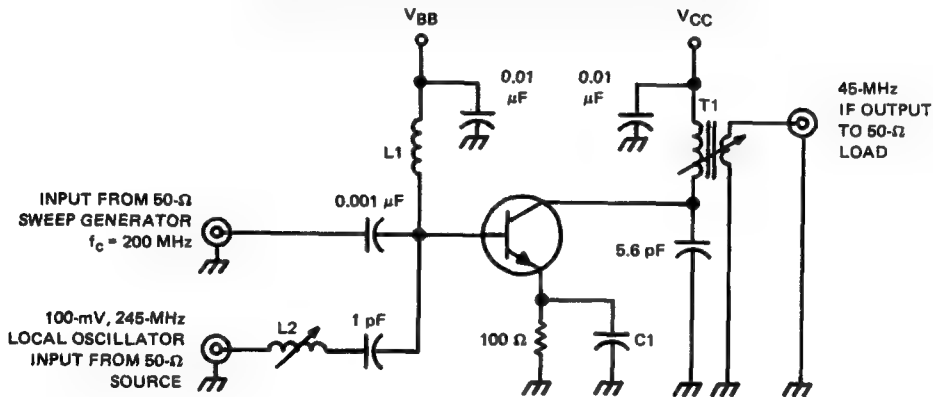 VBB
VCC
0.01
μF
0.01
μF
T1
45-MHz
IF OUTPUT
TO 50-Ω
LOAD
L1
INPUT FROM 50-Ω
SWEEP GENERATOR
fc = 200 MHz
0.001 μF
5.6 pF
100-mV, 245-MHz
LOCAL OSCILLATOR
INPUT FROM 50-Ω
SOURCE
L2
1 pF
100 Ω
C1